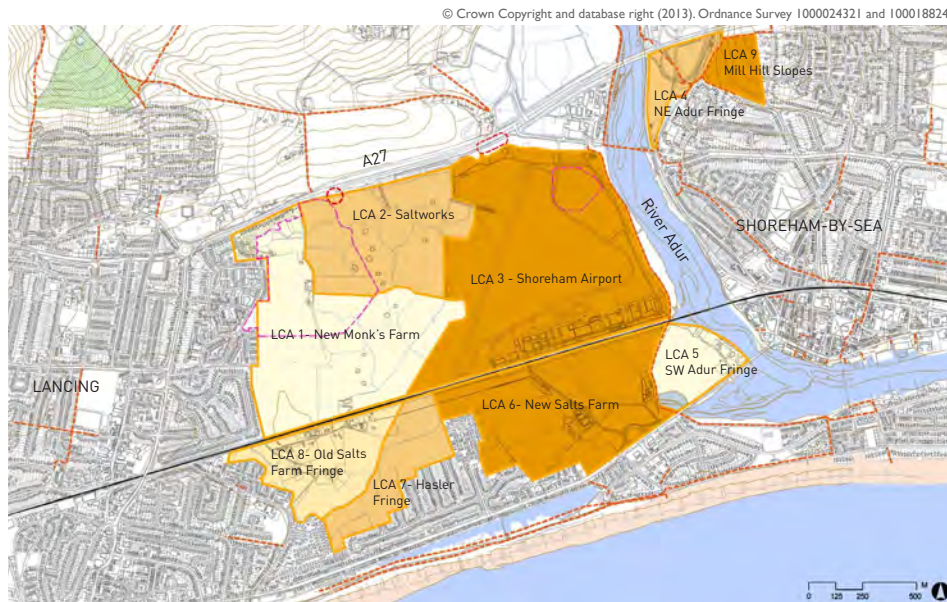 © Crown Copyright and database right (2013). Ordnance Survey 1000024321 and 100018824
LCA 9
Mill Hill Slopes
LCA 4
NE Adur Fringe
A27
LCA 2- Saltworks
River Adur
SHOREHAM-BY-SEA
LCA 3 - Shoreham Airport
LCA 1- New Monk's Farm
LCA 5
SW Adur Fringe
LANCING
LCA 6- New Salts Farm
LCA 8- Old Salts
Farm Fringe
LCA 7- Hasler
Fringe
M
0 125 250 500